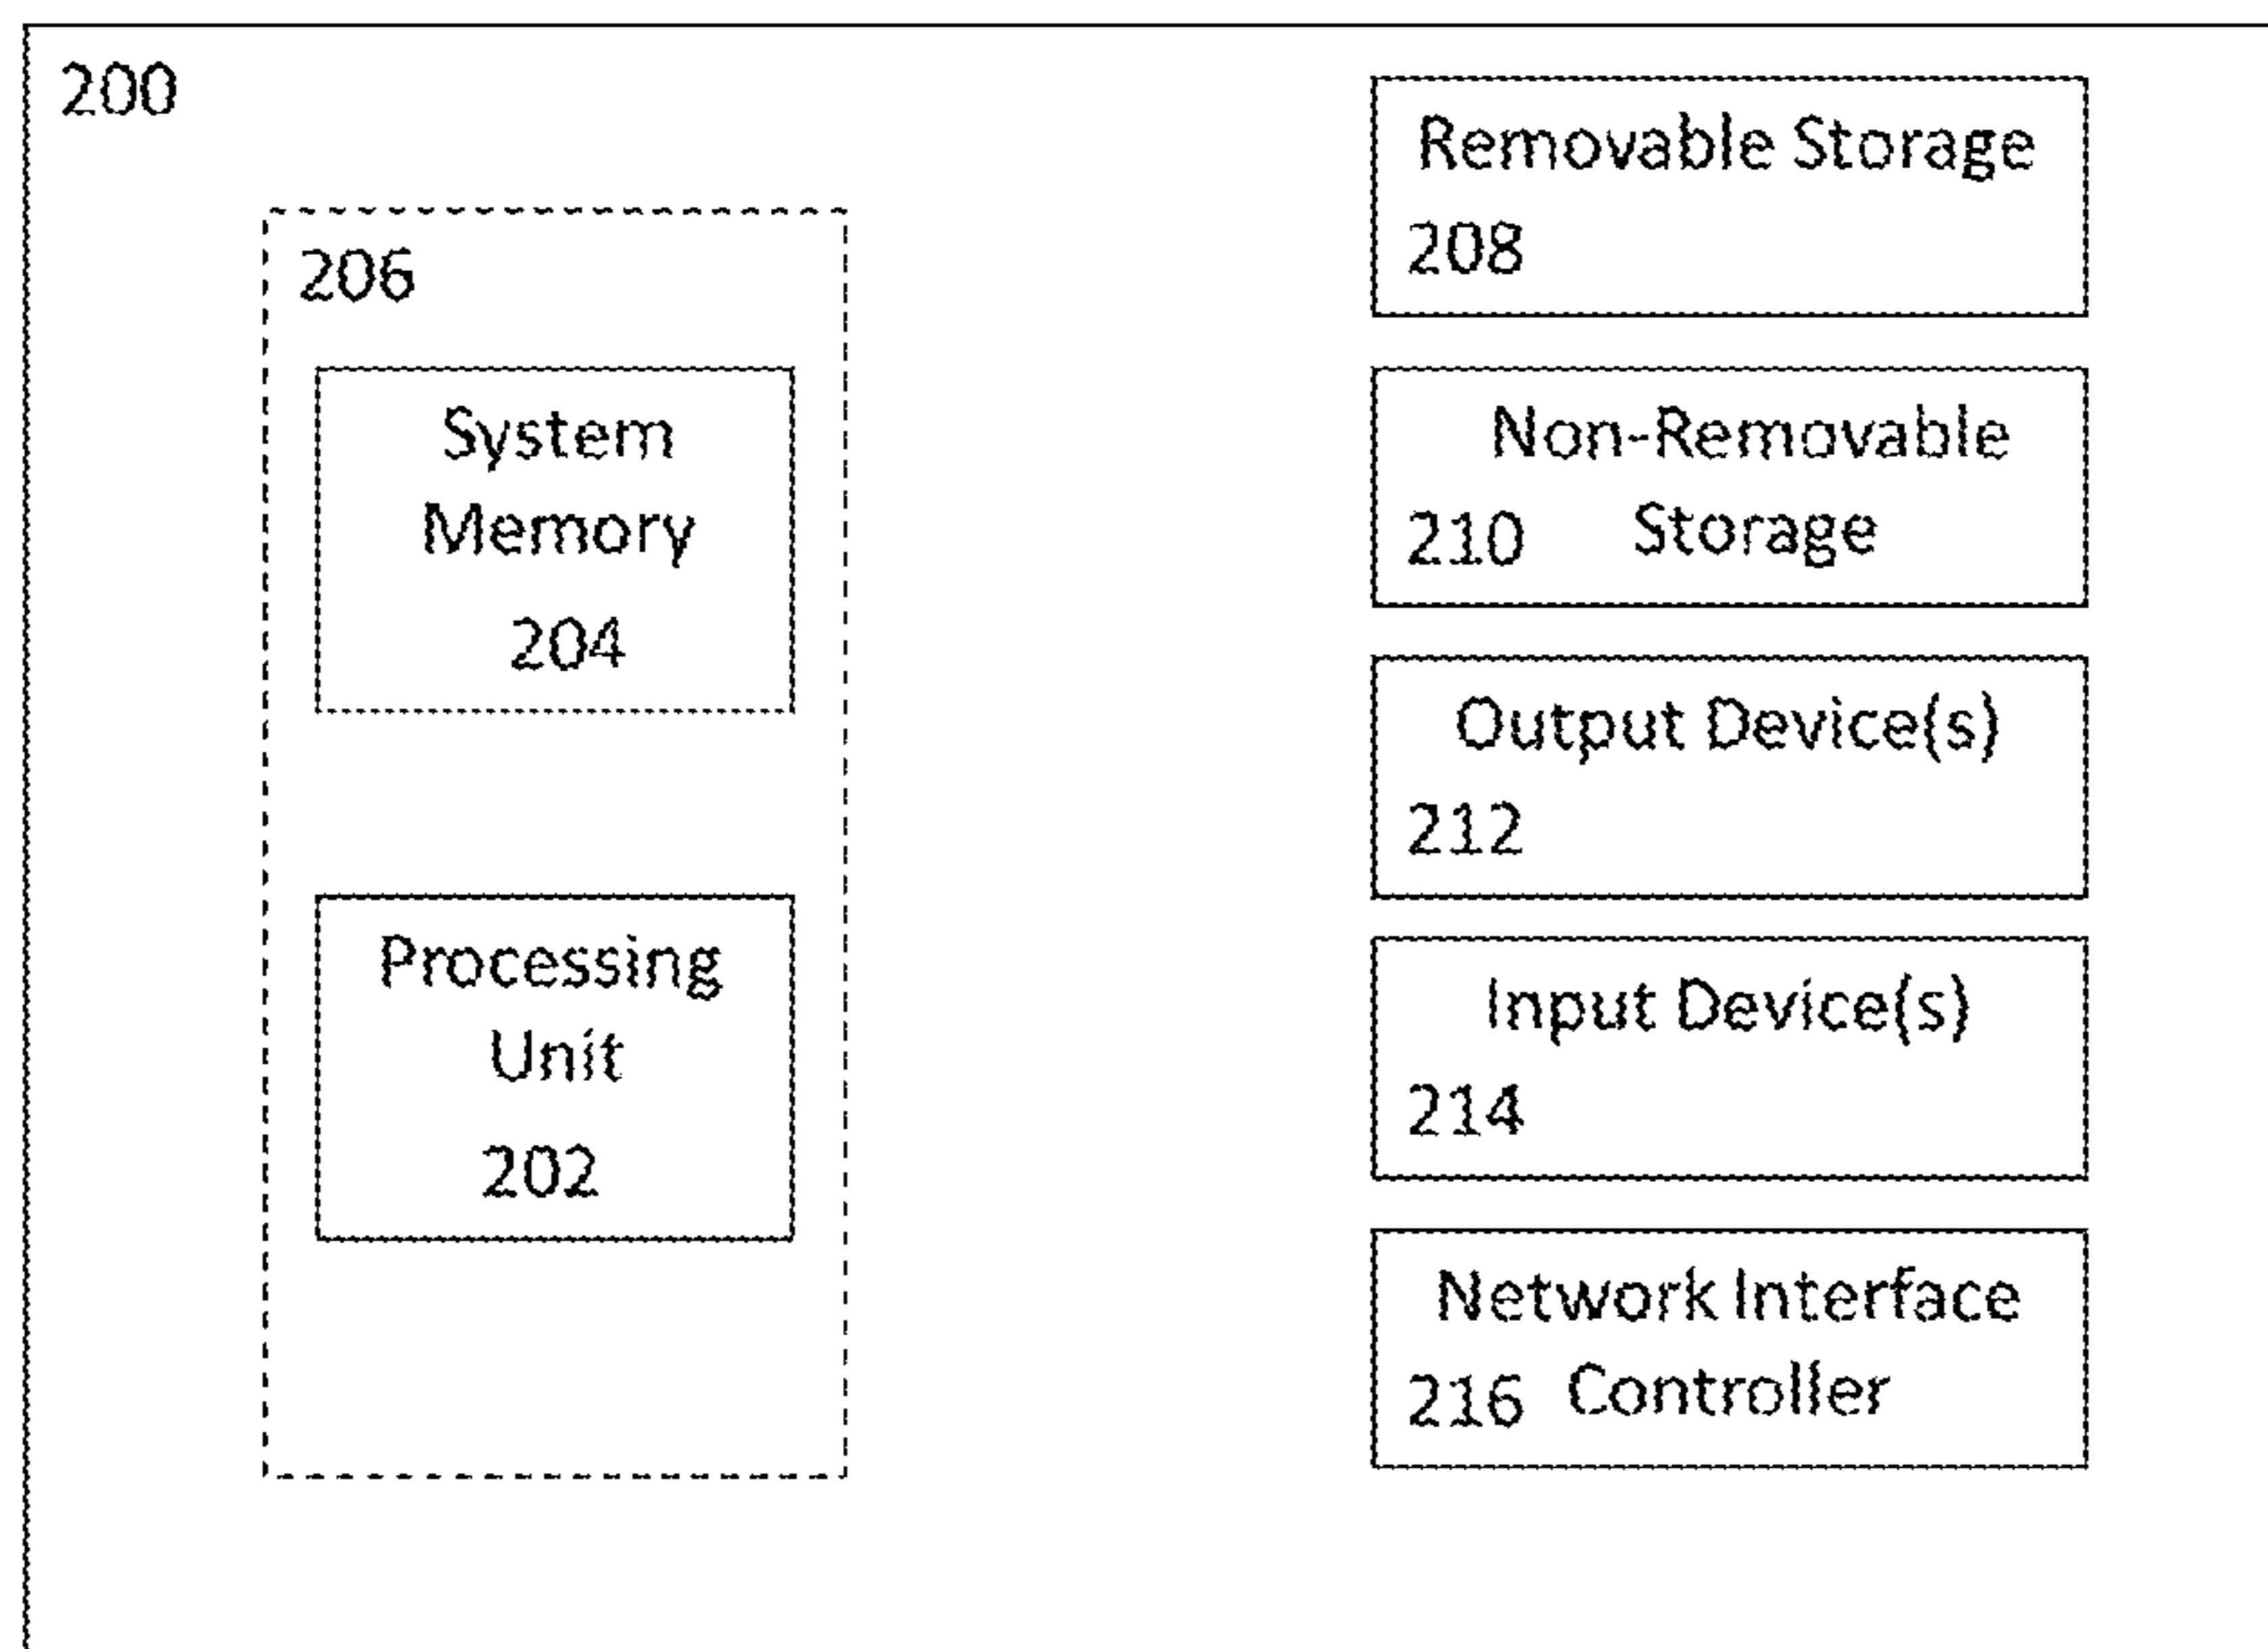 200
206
System
Memory
204
Processing
Unit
202
Removable Storage
208
Non-Removable
210 Storage
Output Device(s)
212
Input Device(s)
214
Network Interface
216 Controller